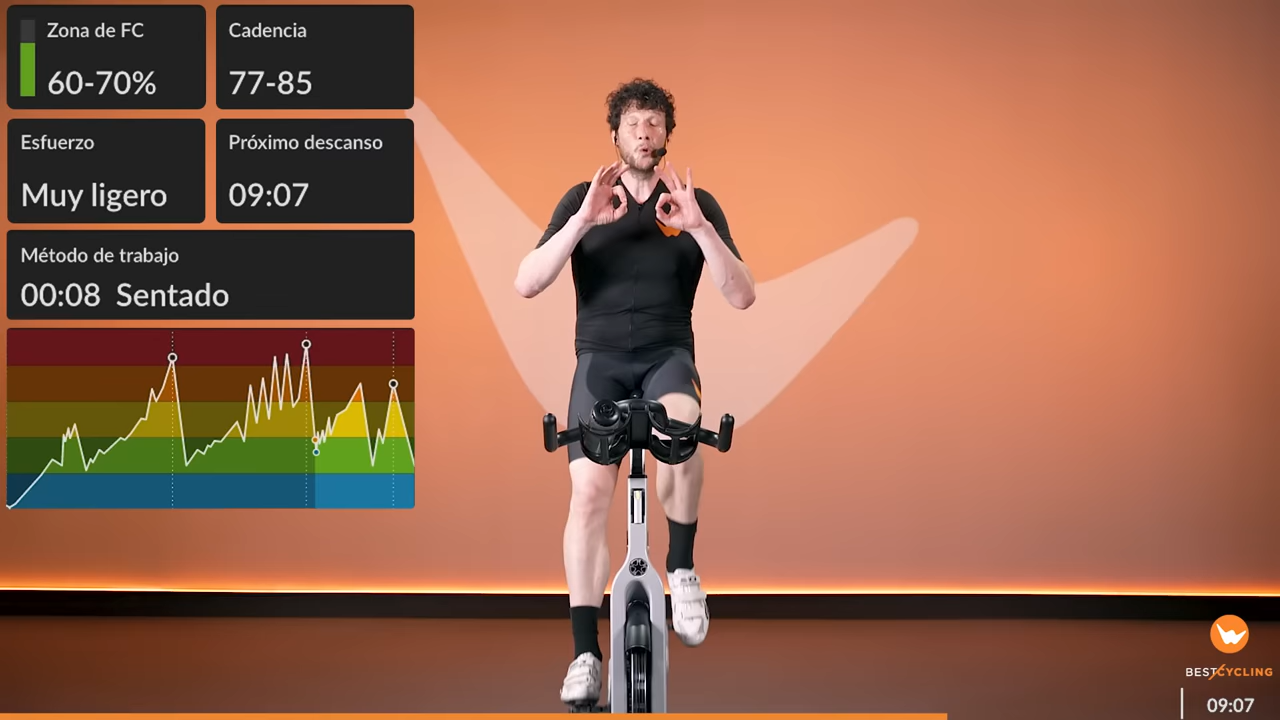 Zona de FC
60-70%
Cadencia
77-85
Esfuerzo
Muy ligero
Próximo descanso
09:07
Método de trabajo
00:08 Sentado
BESTCYCLING
09:07